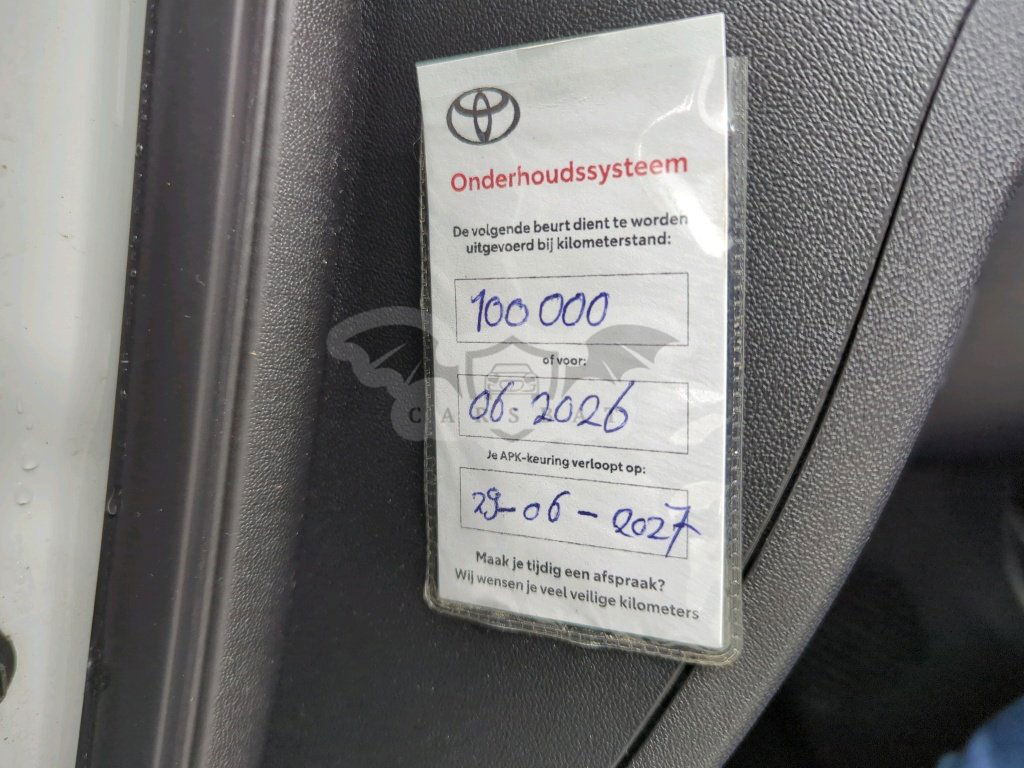 Onderhoudssysteem
De volgende beurt dient te worden
uitgevoerd bij kilometerstand:
100 000
of voor:
06 2026
Je APK-keuring verloopt op:
29-06-2027
Maak je tijdig een afspraak?
Wij wensen je veel veilige kilometers